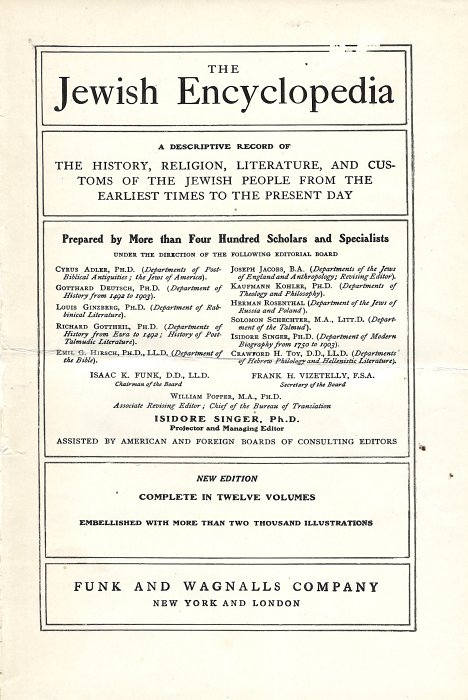 THE
Jewish Encyclopedia
A DESCRIPTIVE RECORD OF
THE HISTORY, RELIGION, LITERATURE, AND CUS-
TOMS OF THE JEWISH PEOPLE FROM THE
EARLIEST TIMES TO THE PRESENT DAY
Prepared by More than Four Hundred Scholars and Specialists
UNDER THE DIRECTION OF THE FOLLOWING EDITORIAL BOARD
CYRUS ADLER, PH.D. (Departments of Post-
Biblical Antiquities; the Jews of America).
GOTTHARD DEUTSCH, PH.D. (Department of
History from 1492 to 1903).
LOUIS GINZBERG, PH.D. (Department of Rab-
binical Literature).
RICHARD GOTTHEIL, PH.D. (Departments of
History from Ezra to 1492; History of Post-
Talmudic Literature).
EMIL G. HIRSCH, PH.D., LL.D. (Department of
the Bible).
JOSEPH JACOBS, B.A. (Departments of the Jews
of England and Anthropology; Revising Editor).
KAUFMANN KOHLER, PH.D. (Departments of
Theology and Philosophy).
HERMAN ROSENTHAL (Department of the Jews of
Russia and Poland).
SOLOMON SCHECHTER, M.A., LITT.D. (Depart-
ment of the Talmud).
ISIDORE SINGER, PH.D. (Department of Modern
Biography from 1750 to 1903).
CRAWFORD H. TOY, D.D., LL.D. (Departments
of Hebrew Philology and Hellenistic Literature).
ISAAC K. FUNK, D.D., LL.D.
Chairman of the Board
FRANK H. VIZETELLY, F.S.A.
Secretary of the Board
WILLIAM POPPER, M.A., PH.D.
Associate Revising Editor; Chief of the Bureau of Translation
ISIDORE SINGER, Ph.D.
Projector and Managing Editor
ASSISTED BY AMERICAN AND FOREIGN BOARDS OF CONSULTING EDITORS
NEW EDITION
COMPLETE IN TWELVE VOLUMES
EMBELLISHED WITH MORE THAN TWO THOUSAND ILLUSTRATIONS
FUNK AND WAGNALLS COMPANY
NEW YORK AND LONDON